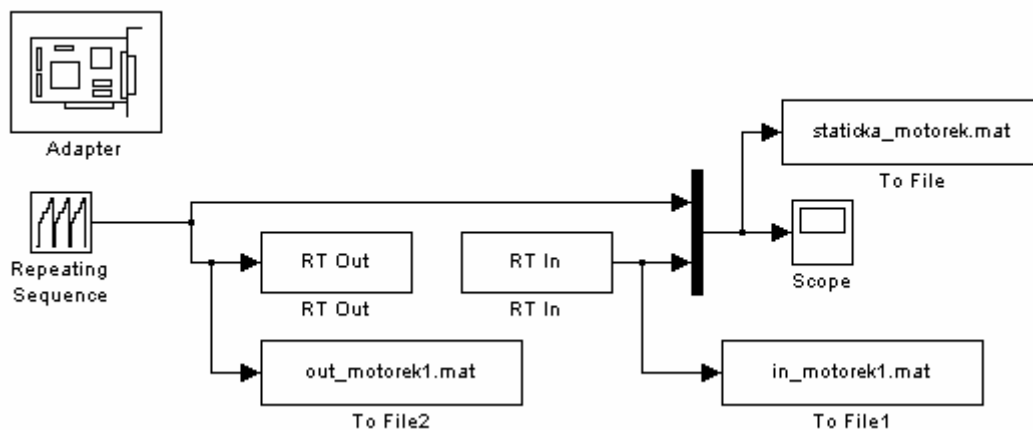 Adapter
staticka_motorek.mat
To File
Repeating
Sequence
RT Out
RT Out
RT In
RT In
Scope
out_motorek1.mat
To File2
in_motorek1.mat
To File1